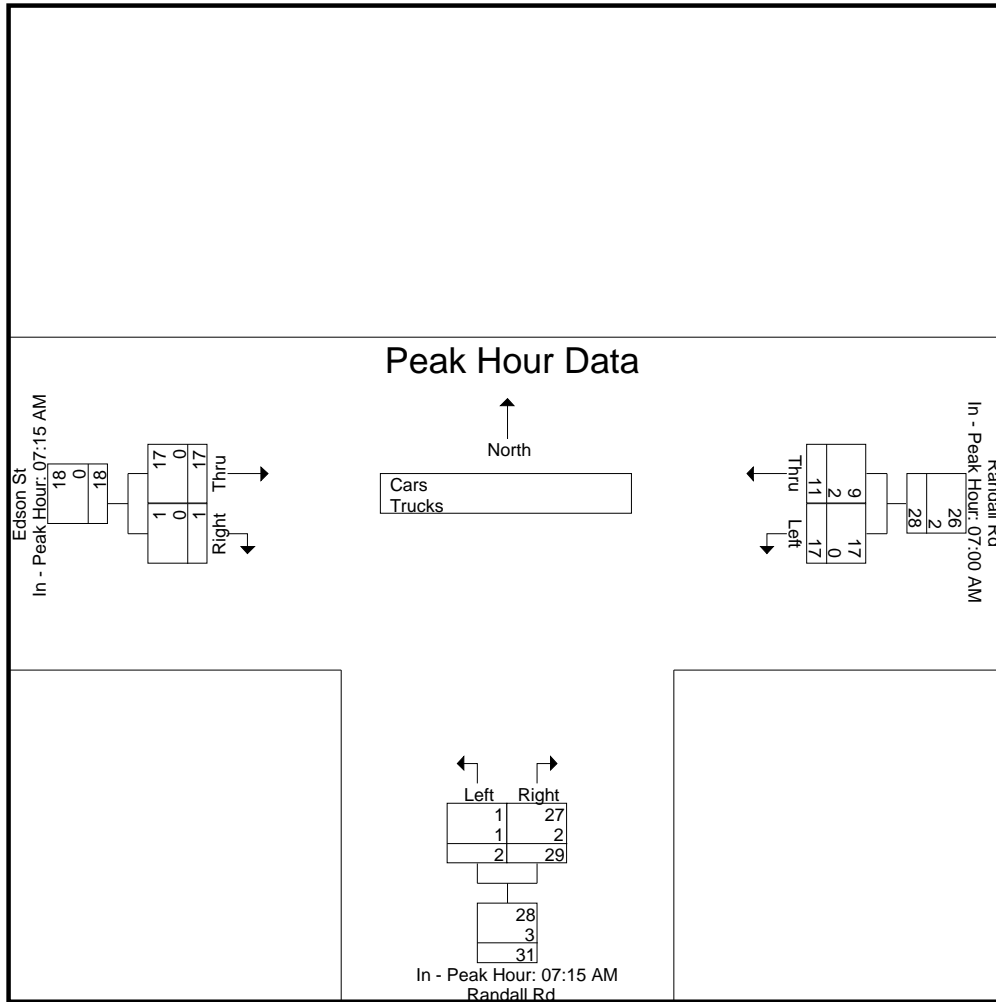 Peak Hour Data
North
Cars
Trucks
Edson St
In - Peak Hour: 07:15 AM
18
0
18
Thru
17
0
17
Right
1
0
1
Randall Rd
In - Peak Hour: 07:00 AM
26
2
28
Thru
9
2
11
Left
17
0
17
Left Right
1 27
1 2
2 29
28
3
31
In - Peak Hour: 07:15 AM
Randall Rd